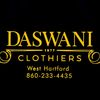 DASWANI
1977
CLOTHIERS
West Hartford
860-233-4435